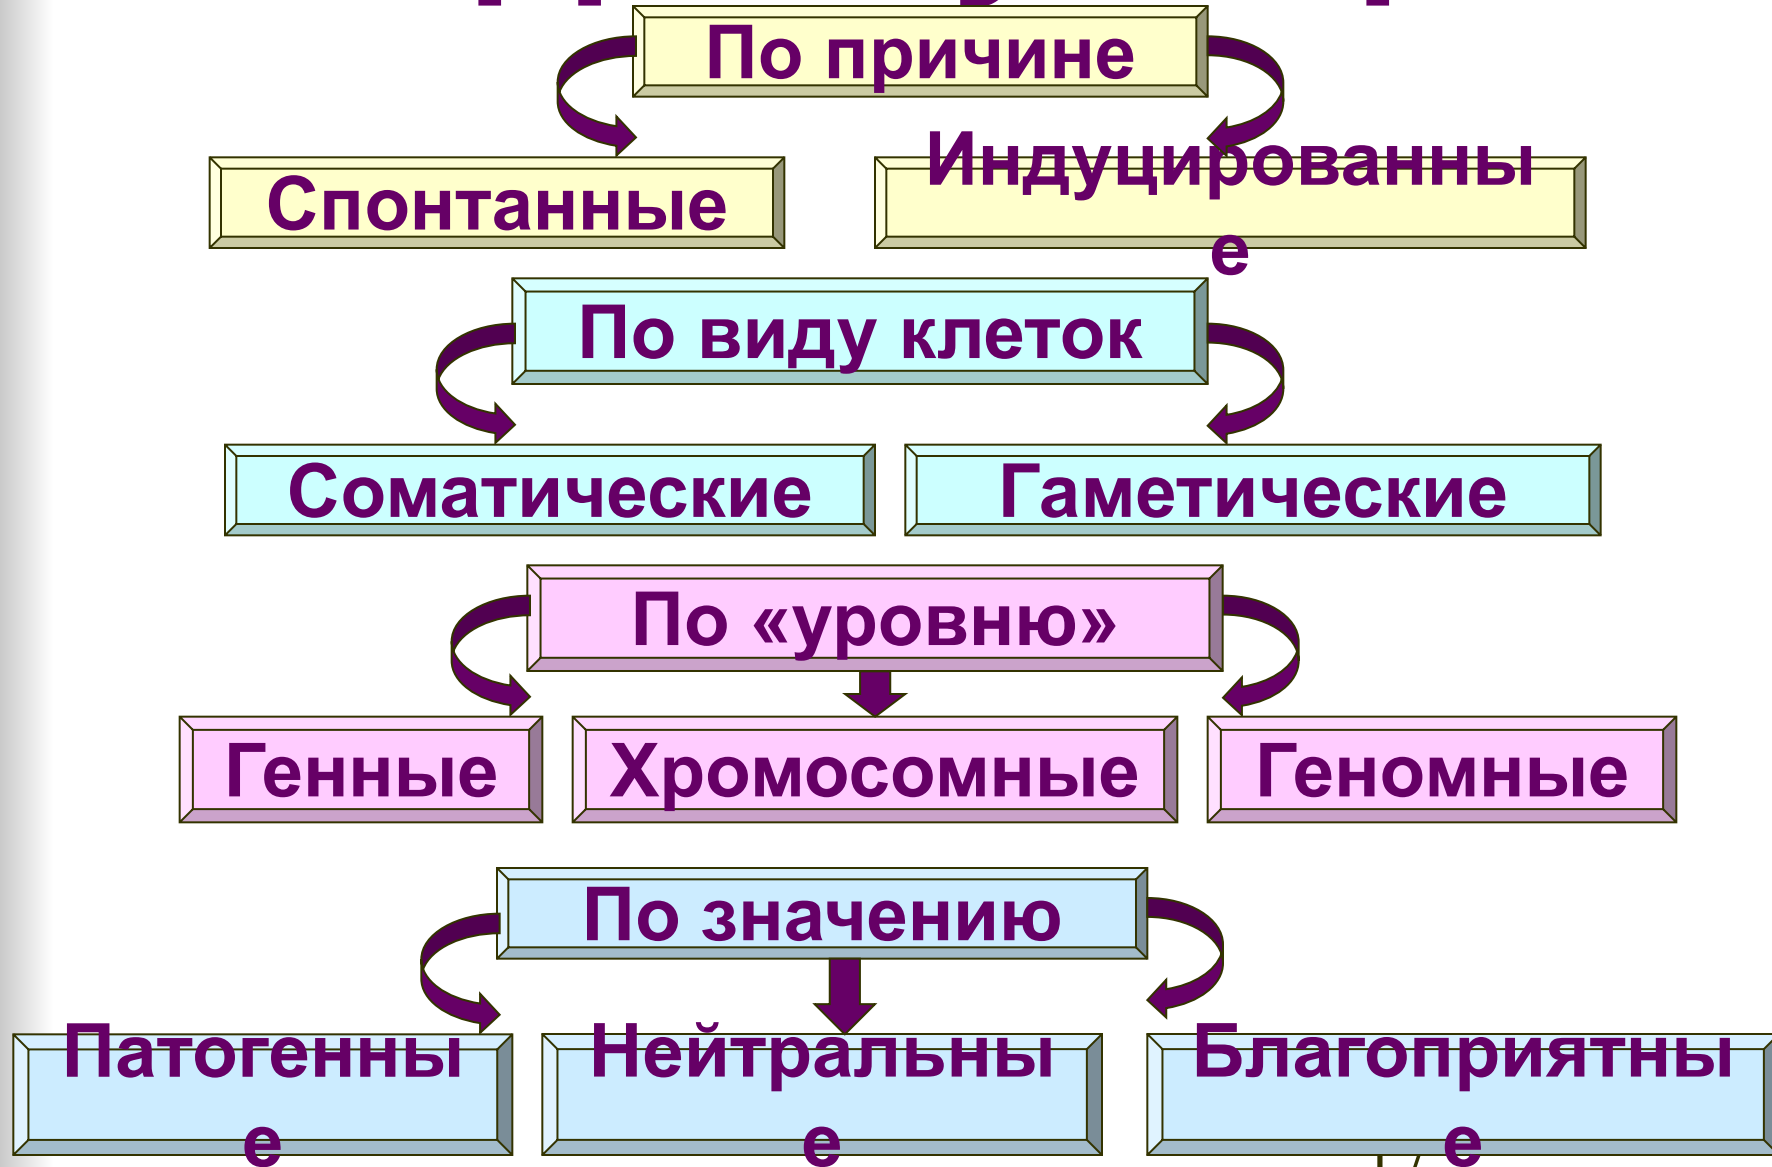 По причине
Спонтанные
Индуцированны
е
По виду клеток
Соматические
Гаметические
По «уровню»
Генные
Хромосомные
Геномные
По значению
Патогенны
е
Нейтральны
е
Благоприятны
е